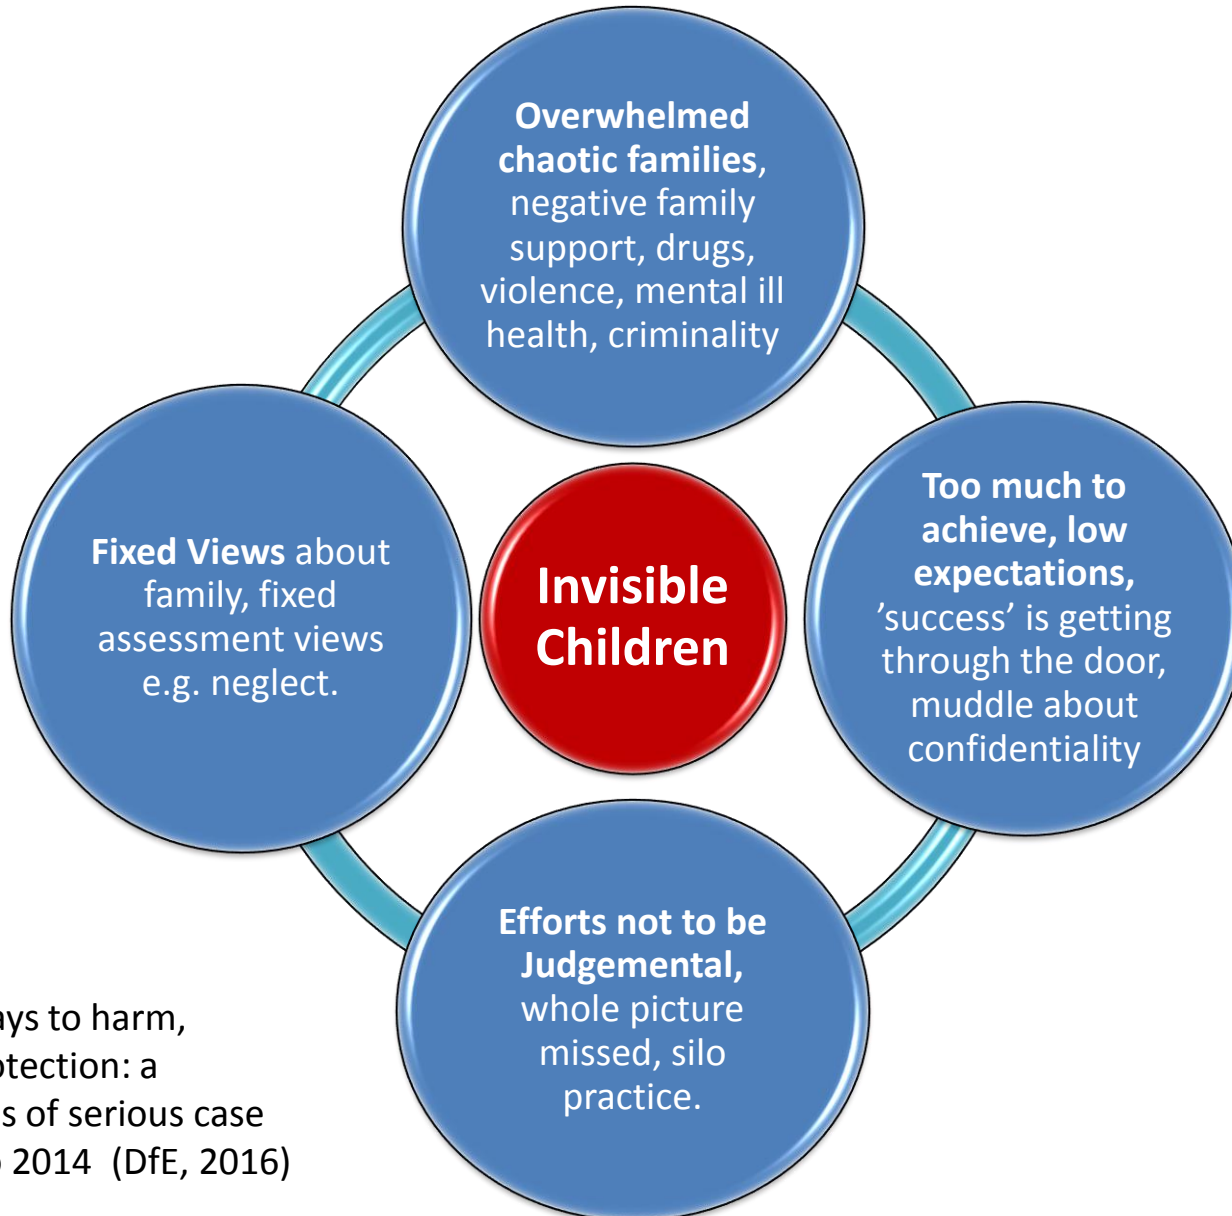 Overwhelmed
chaotic families,
negative family
support, drugs,
violence, mental ill
health, criminality
Too much to
achieve, low
expectations,
’success’ is getting
through the door,
muddle about
confidentiality
Invisible
Children
Fixed Views about
family, fixed
assessment views
e.g. neglect.
Efforts not to be
Judgemental,
whole picture
missed, silo
practice.
to harm,
a
of serious case
2014 (DfE, 2016)